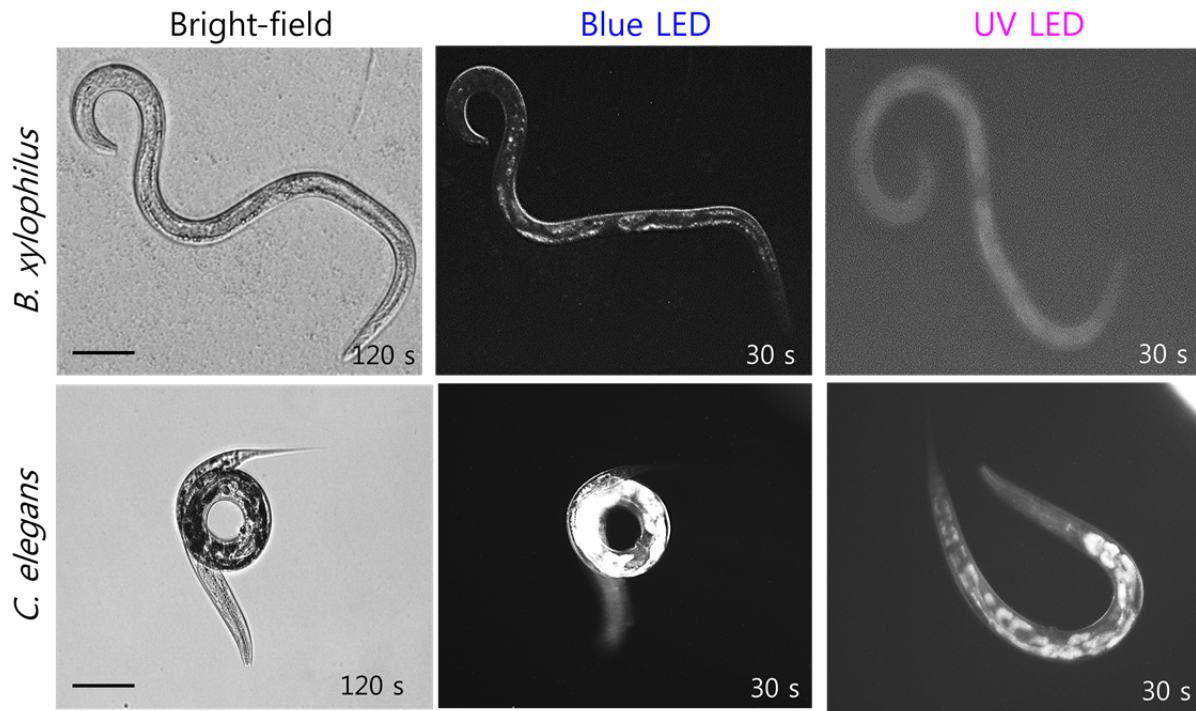 Bright-field
Blue LED
UV LED
B. xylophilus
120 s
30 s
30 s
C. elegans
120 s
30 s
30 s